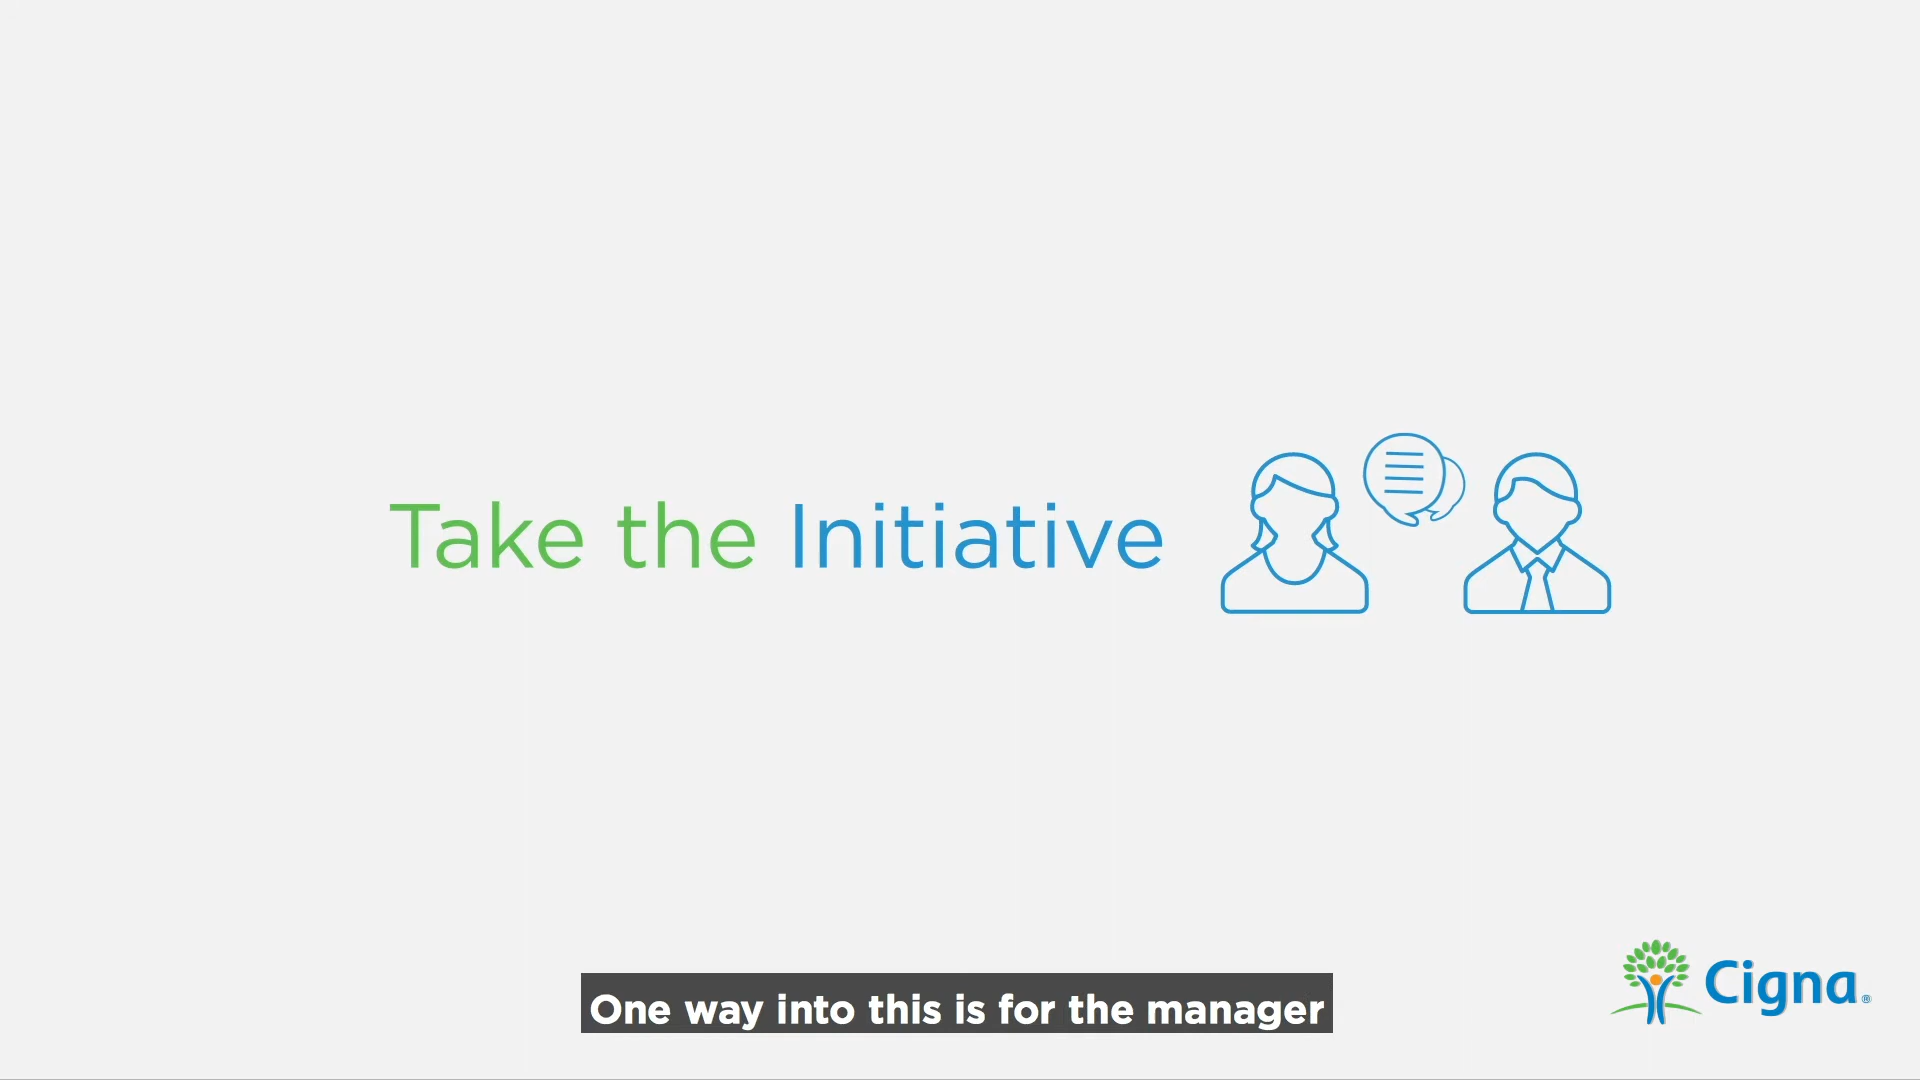 Take the Initiative
One way into this is for the manager
Cigna®